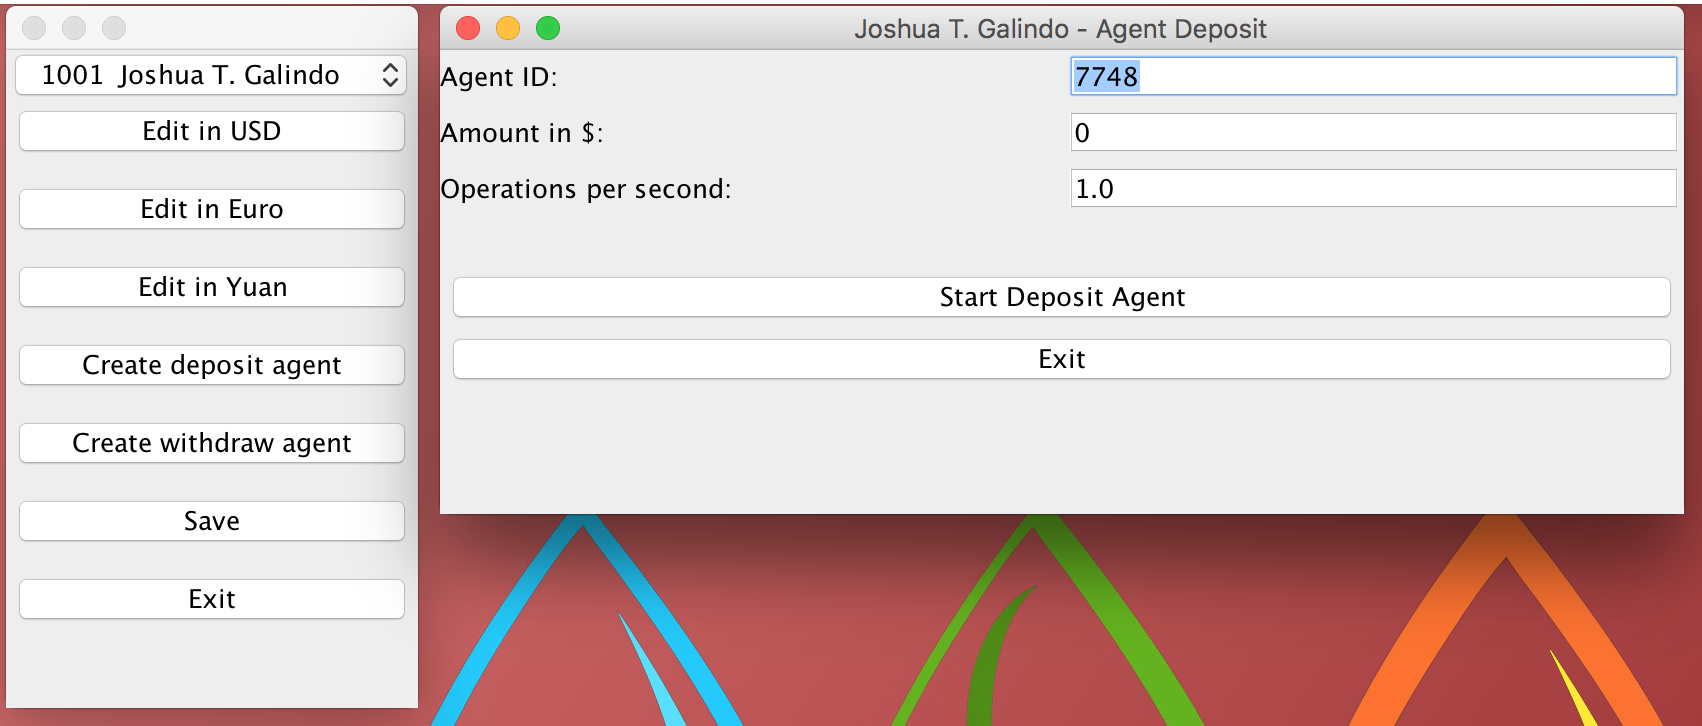 1001  Joshua T. Galindo
Edit in USD
Edit in Euro
Edit in Yuan
Create deposit agent
Create withdraw agent
Save
Exit
Joshua T. Galindo - Agent Deposit
Agent ID: 7748
Amount in $: 0
Operations per second: 1.0
Start Deposit Agent
Exit